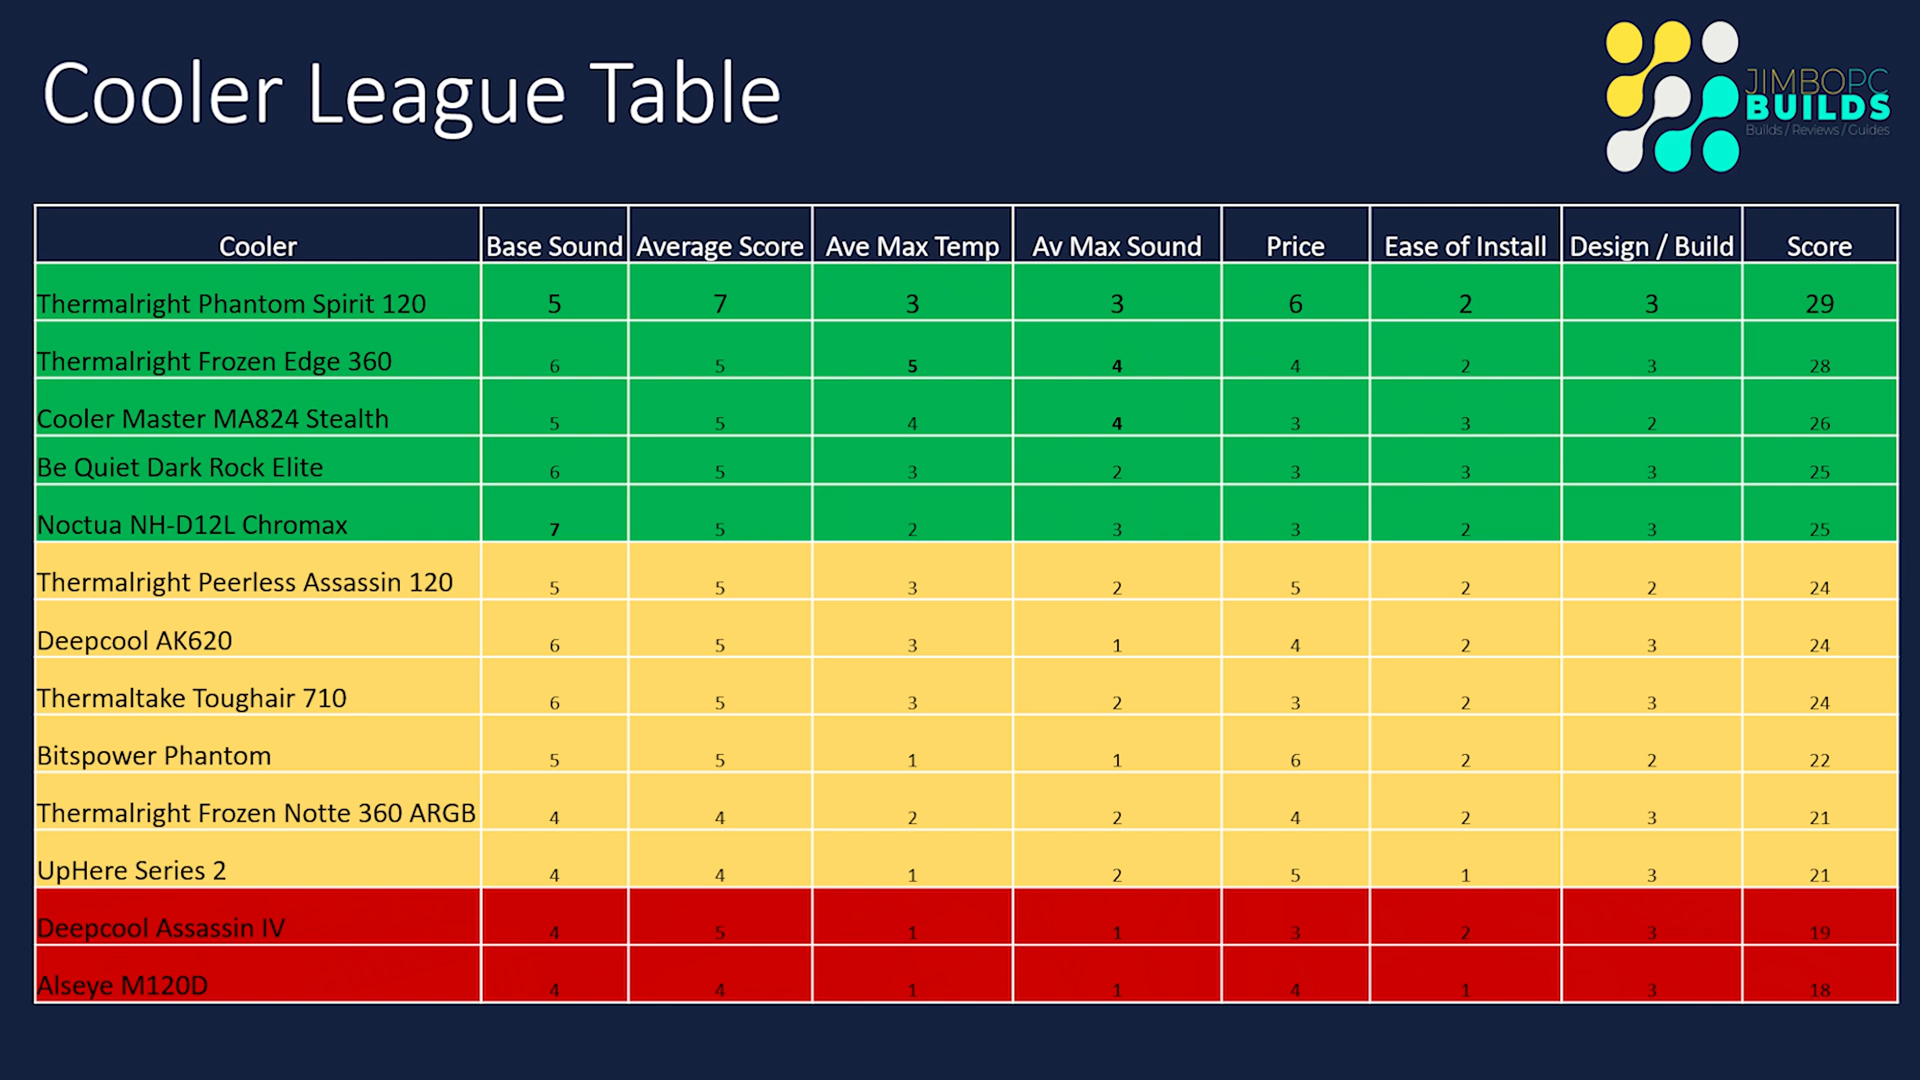 Cooler League Table
JIMBOPC
BUILDS
Builds / Reviews / Guides
Cooler Base Sound Average Score Ave Max Temp Av Max Sound Price Ease of Install Design / Build Score
Thermalright Phantom Spirit 120 5 7 3 3 6 2 3 29
Thermalright Frozen Edge 360 6 5 5 4 4 2 3 28
Cooler Master MA824 Stealth 5 5 4 4 3 3 2 26
Be Quiet Dark Rock Elite 6 5 3 2 3 3 3 25
Noctua NH-D12L Chromax 7 5 2 3 3 2 3 25
Thermalright Peerless Assassin 120 5 5 3 2 5 2 2 24
Deepcool AK620 6 5 3 1 4 2 3 24
Thermaltake Toughair 710 6 5 3 2 3 2 3 24
Bitspower Phantom 5 5 1 1 6 2 2 22
Thermalright Frozen Notte 360 ARGB 4 4 2 2 4 2 3 21
UpHere Series 2 4 4 1 2 5 1 3 21
Deepcool Assassin IV 4 5 1 1 3 2 3 19
Alseye M120D 4 4 1 1 4 1 3 18